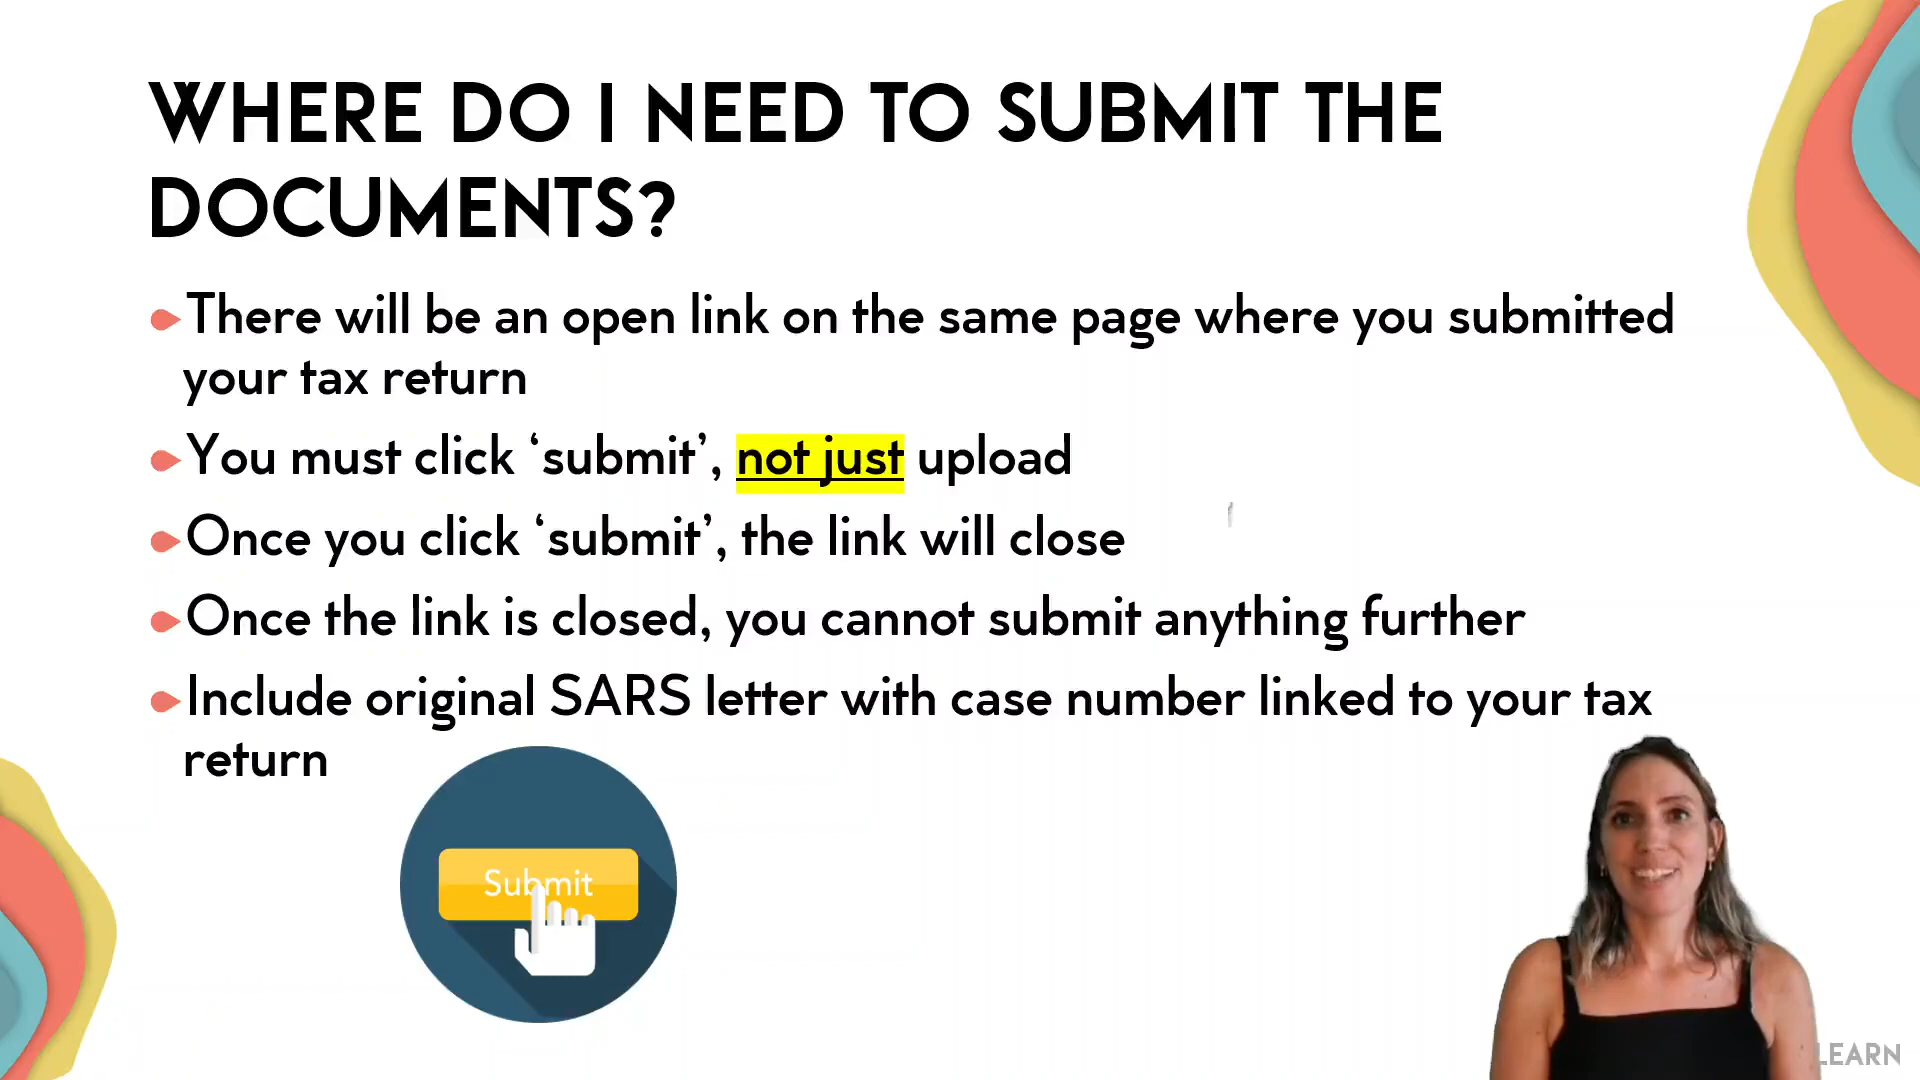 WHERE DO I NEED TO SUBMIT THE
DOCUMENTS?
There will be an open link on the same page where you submitted
your tax return
You must click ‘submit’, not just upload
Once you click ‘submit’, the link will close
Once the link is closed, you cannot submit anything further
Include original SARS letter with case number linked to your tax
return
Submit
LEARN